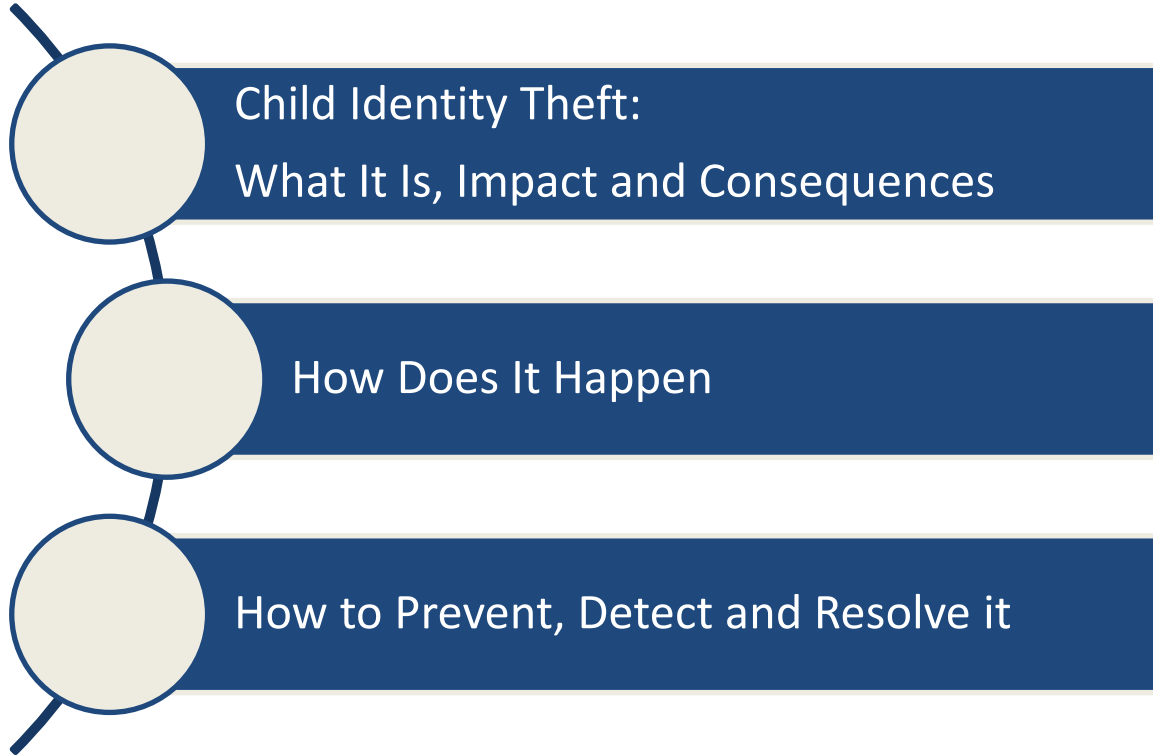 Child Identity Theft:
What It Is, Impact and Consequences
How Does It Happen
How to Prevent, Detect and Resolve it